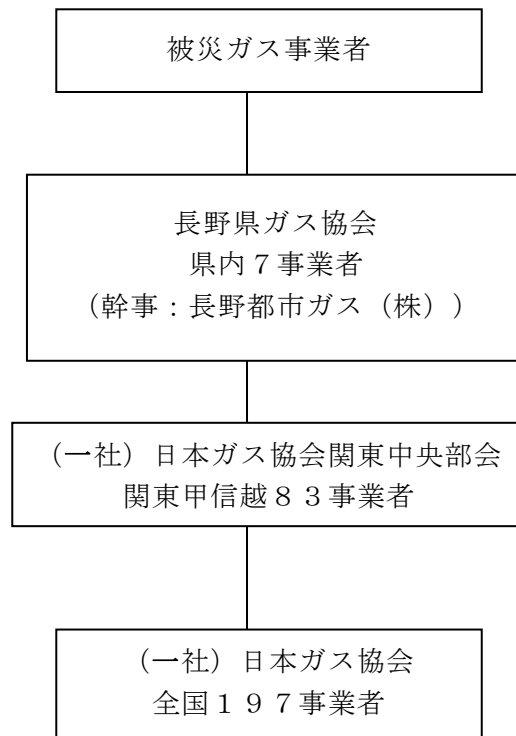 被災ガス事業者
長野県ガス協会
県内７事業者
（幹事：長野都市ガス（株））
（一社）日本ガス協会関東中央部会
関東甲信越８３事業者
（一社）日本ガス協会
全国１９７事業者